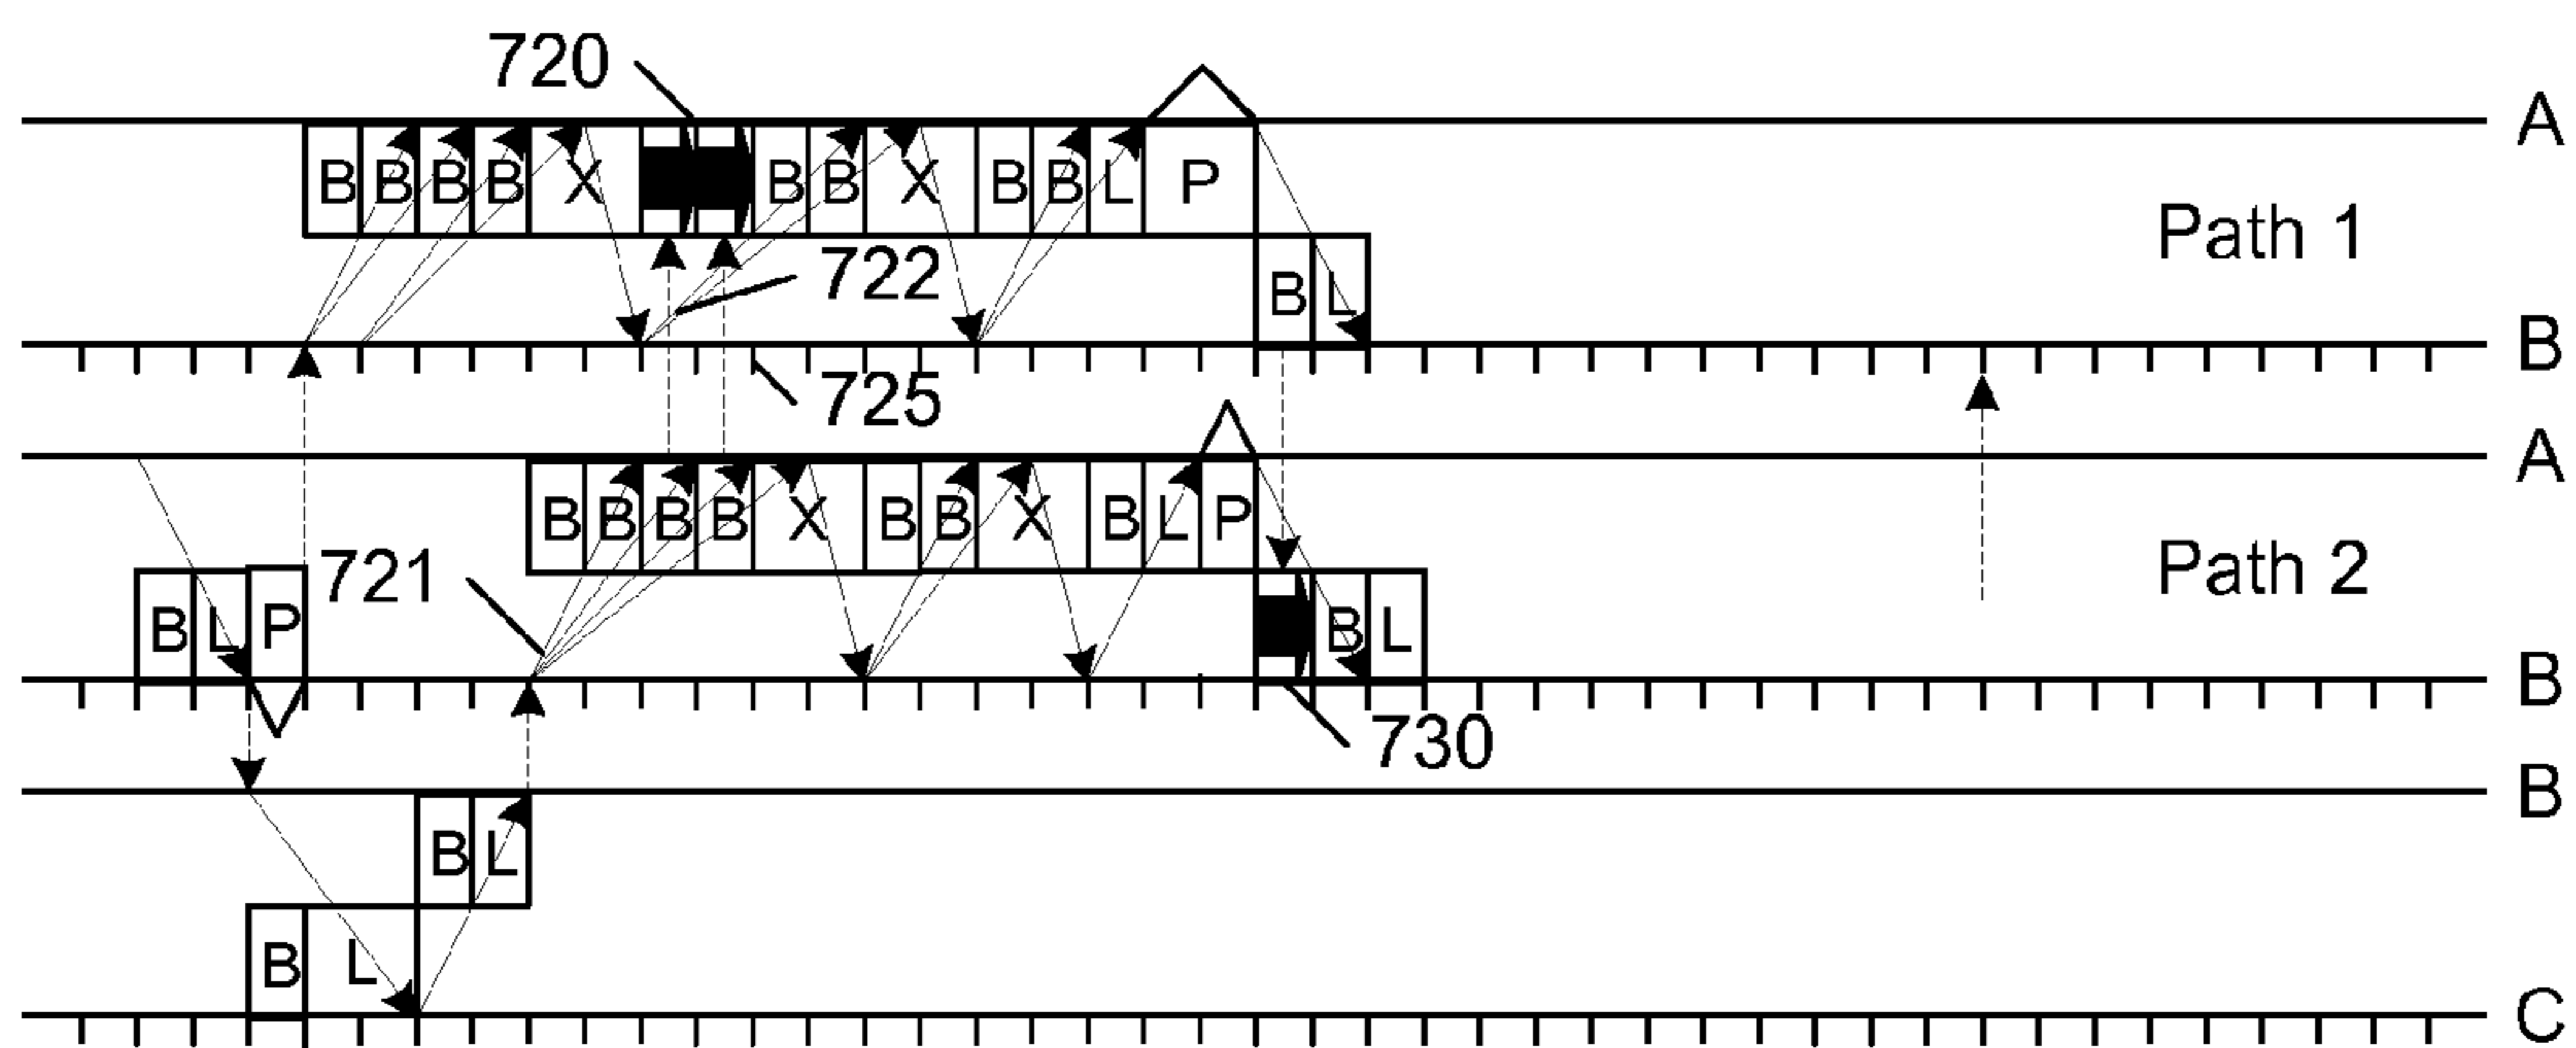 720
A
B B B B X B B X B B L P
Path 1
722
B L
B
725
A
B B B B X B B X B L P
721
Path 2
B L P
B L
B
730
B
B L
B L
C